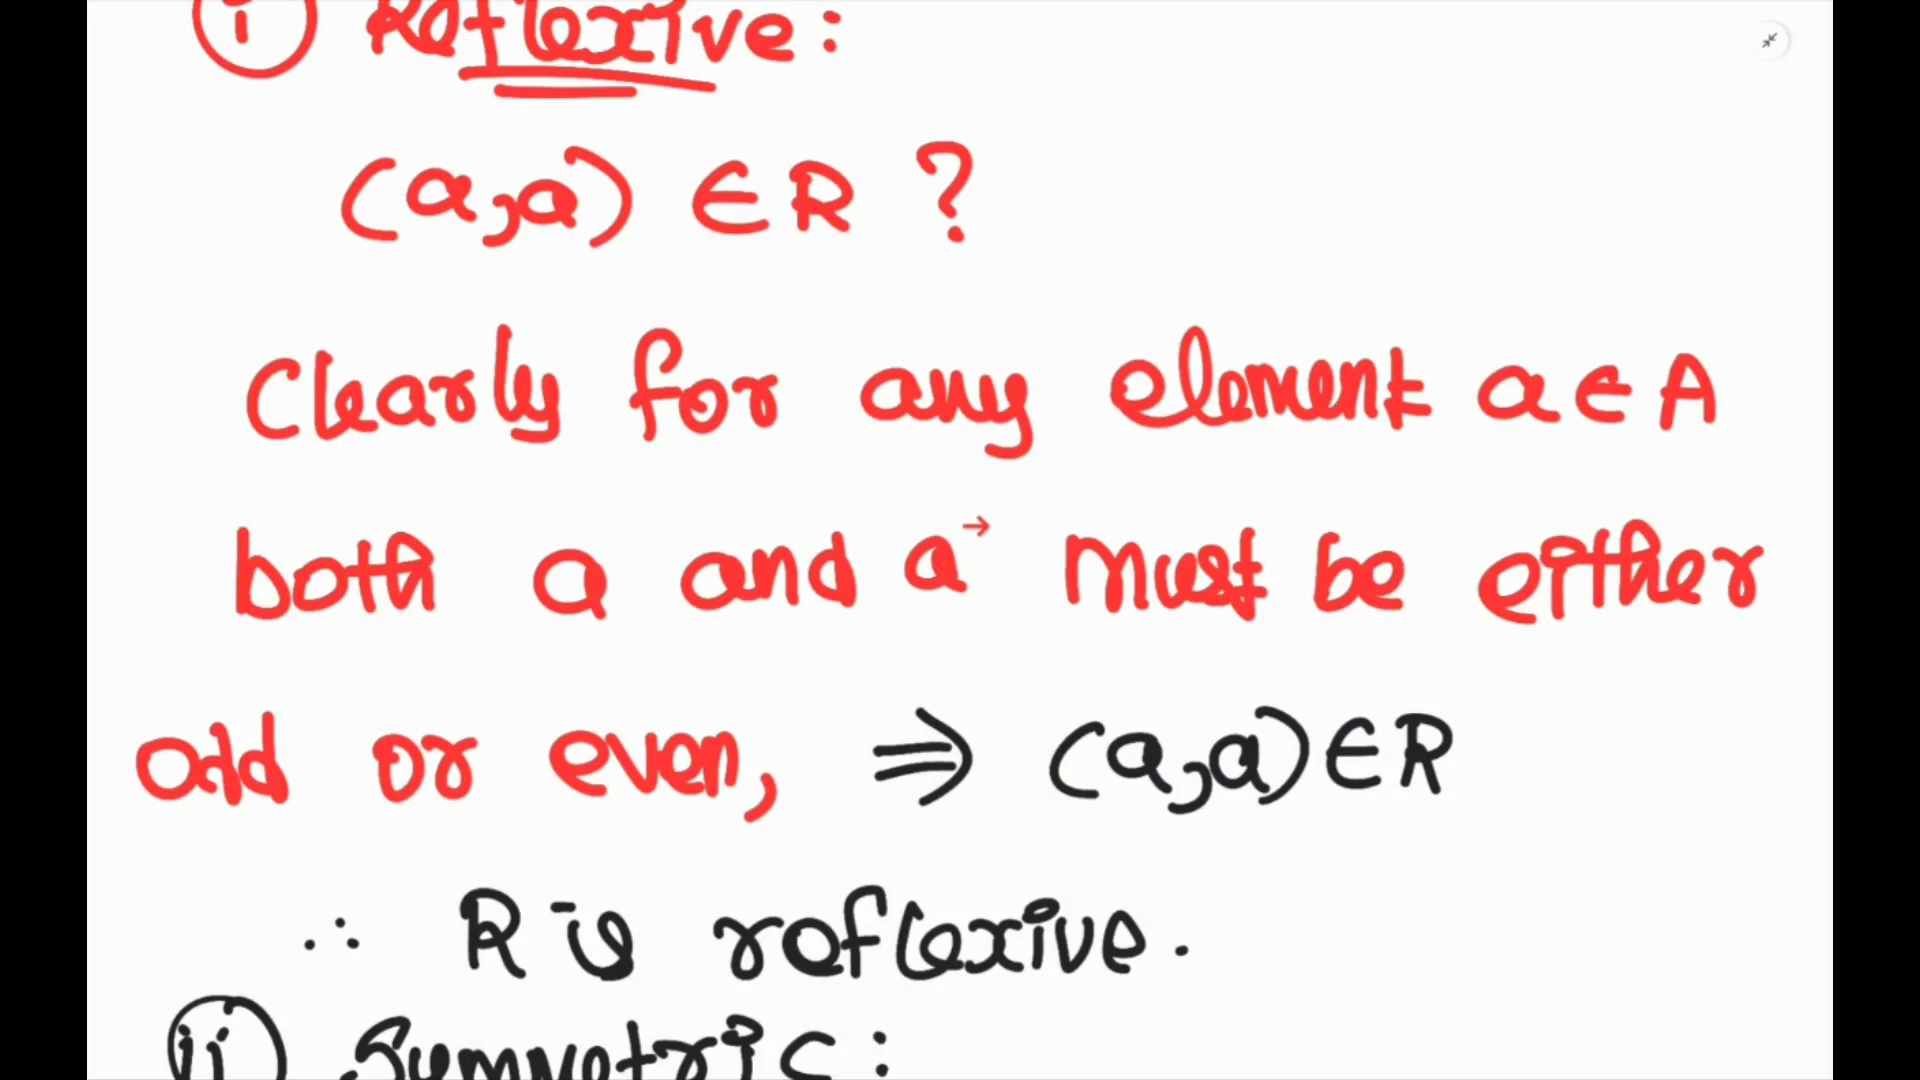 (i) Reflexive:
(a,a) ∈ R ?
Clearly for any element a ∈ A
both a and a must be either
odd or even, ⇒ (a,a) ∈ R
∴ R is reflexive.
(ii) Symmetric: